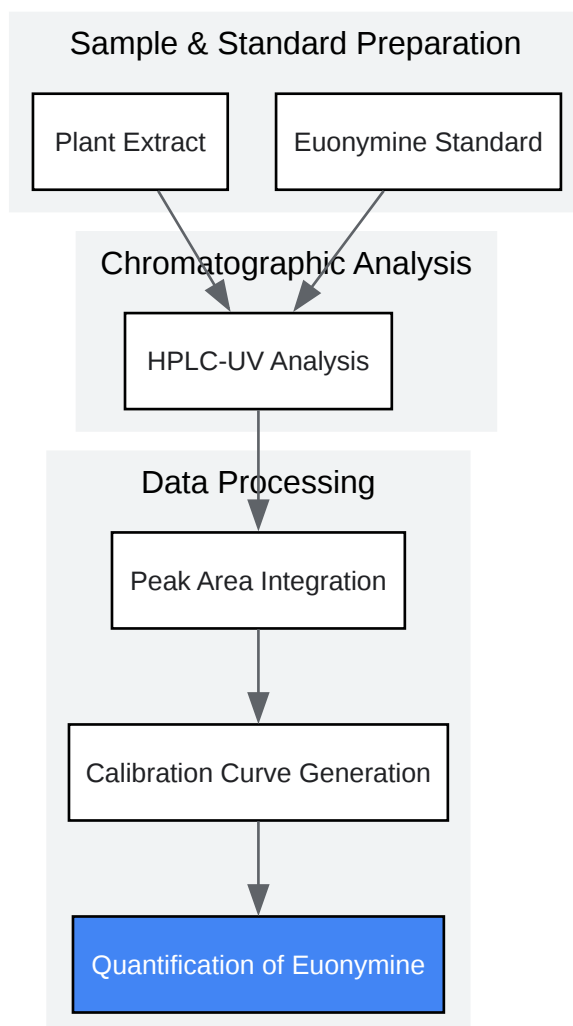 Sample & Standard Preparation
Plant Extract
Euonymine Standard
Chromatographic Analysis
HPLC-UV Analysis
Data Processing
Peak Area Integration
Calibration Curve Generation
Quantification of Euonymine